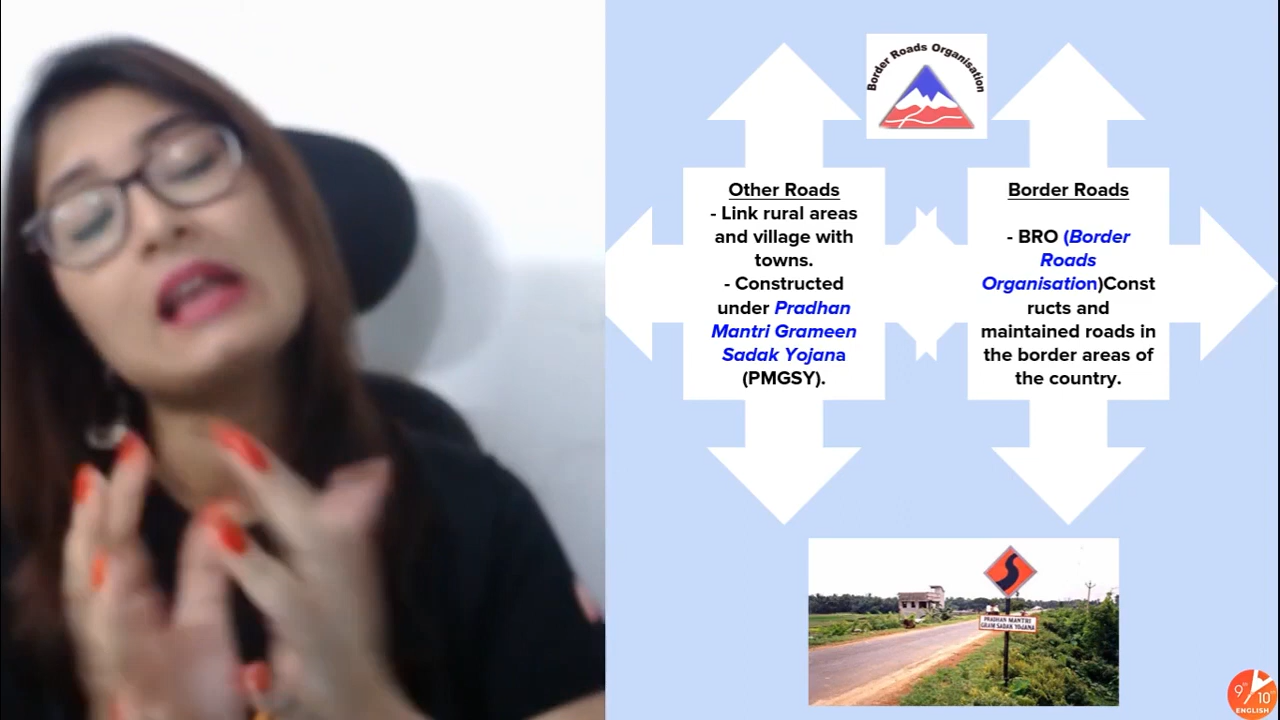 Border Roads Organisation
Other Roads
- Link rural areas
and village with
towns.
- Constructed
under Pradhan
Mantri Grameen
Sadak Yojana
(PMGSY).
Border Roads
- BRO (Border
Roads
Organisation)Const
ructs and
maintained roads in
the border areas of
the country.
PRADHAN MANTRI
GRAM SADAK YOJANA
9th 10th
ENGLISH